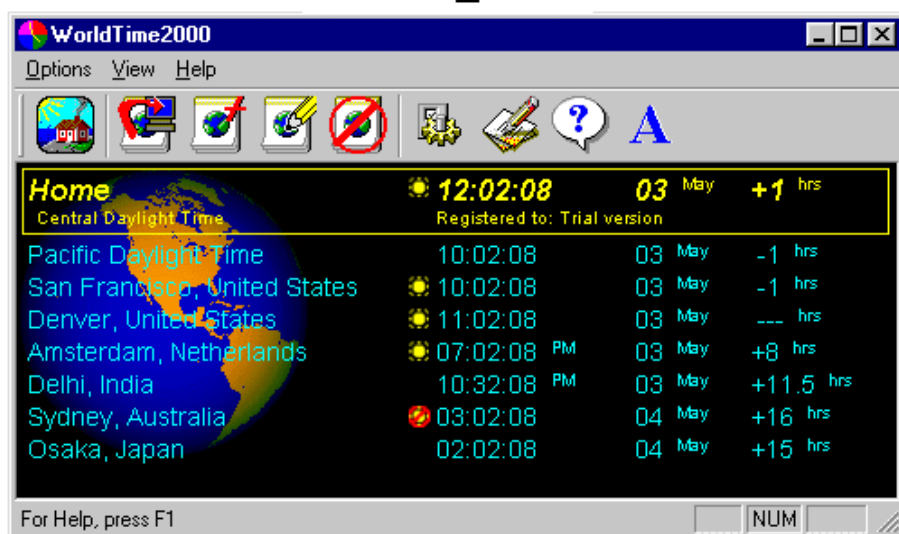 WorldTime2000
Options View Help
? A
Home 12:02:08 03 May +1 hrs
Central Daylight Time Registered to: Trial version
Pacific Daylight Time 10:02:08 03 May -1 hrs
San Francisco, United States 10:02:08 03 May -1 hrs
Denver, United States 11:02:08 03 May --- hrs
Amsterdam, Netherlands 07:02:08 PM 03 May +8 hrs
Delhi, India 10:32:08 PM 03 May +11.5 hrs
Sydney, Australia 03:02:08 04 May +16 hrs
Osaka, Japan 02:02:08 04 May +15 hrs
For Help, press F1 NUM